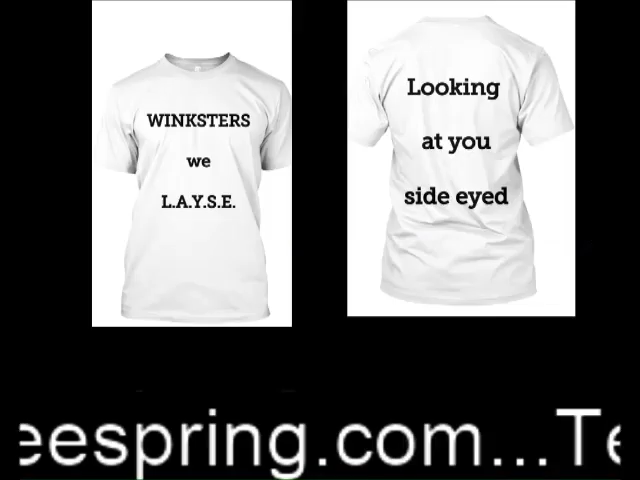 WINKSTERS
we
L.A.Y.S.E.
Looking
at you
side eyed
eespring.com...Te